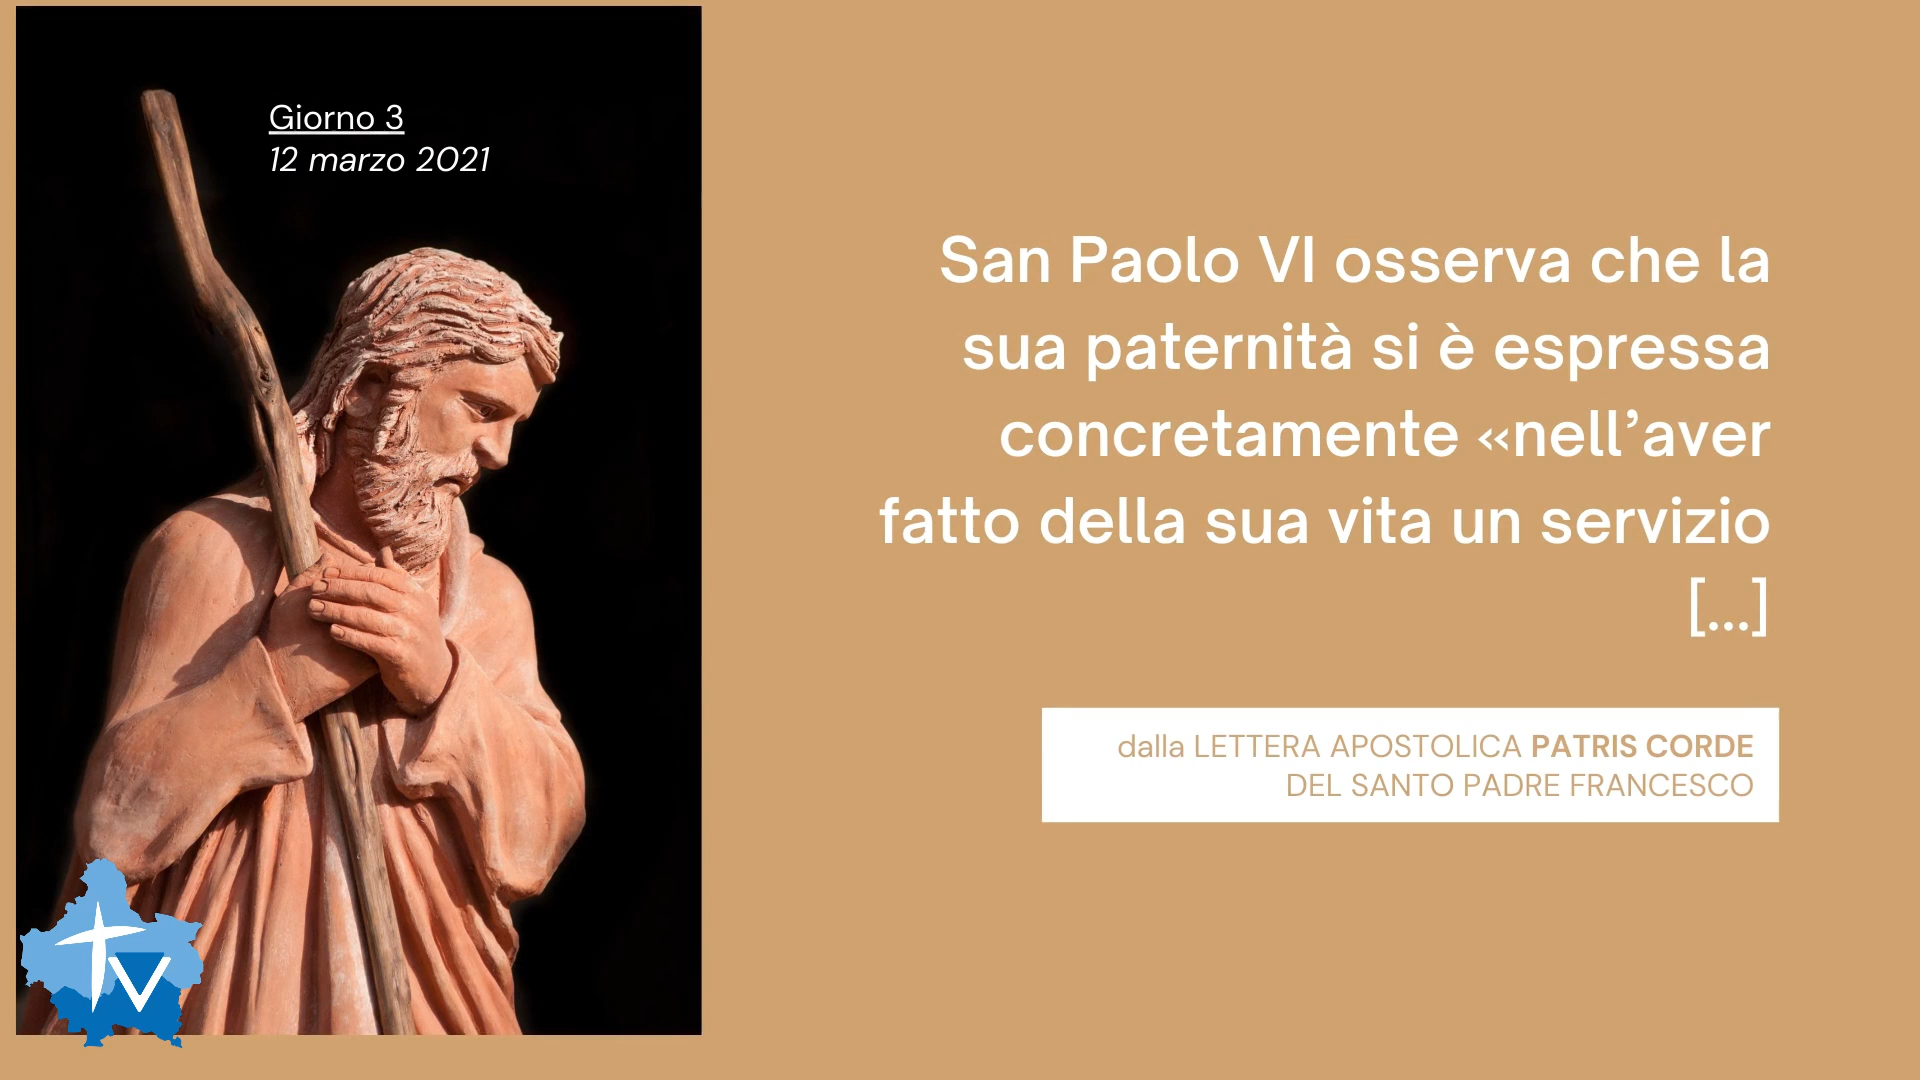 Giorno 3
12 marzo 2021
San Paolo VI osserva che la
sua paternità si è espressa
concretamente «nell’aver
fatto della sua vita un servizio
[...]
dalla LETTERA APOSTOLICA PATRIS CORDE
DEL SANTO PADRE FRANCESCO
tv